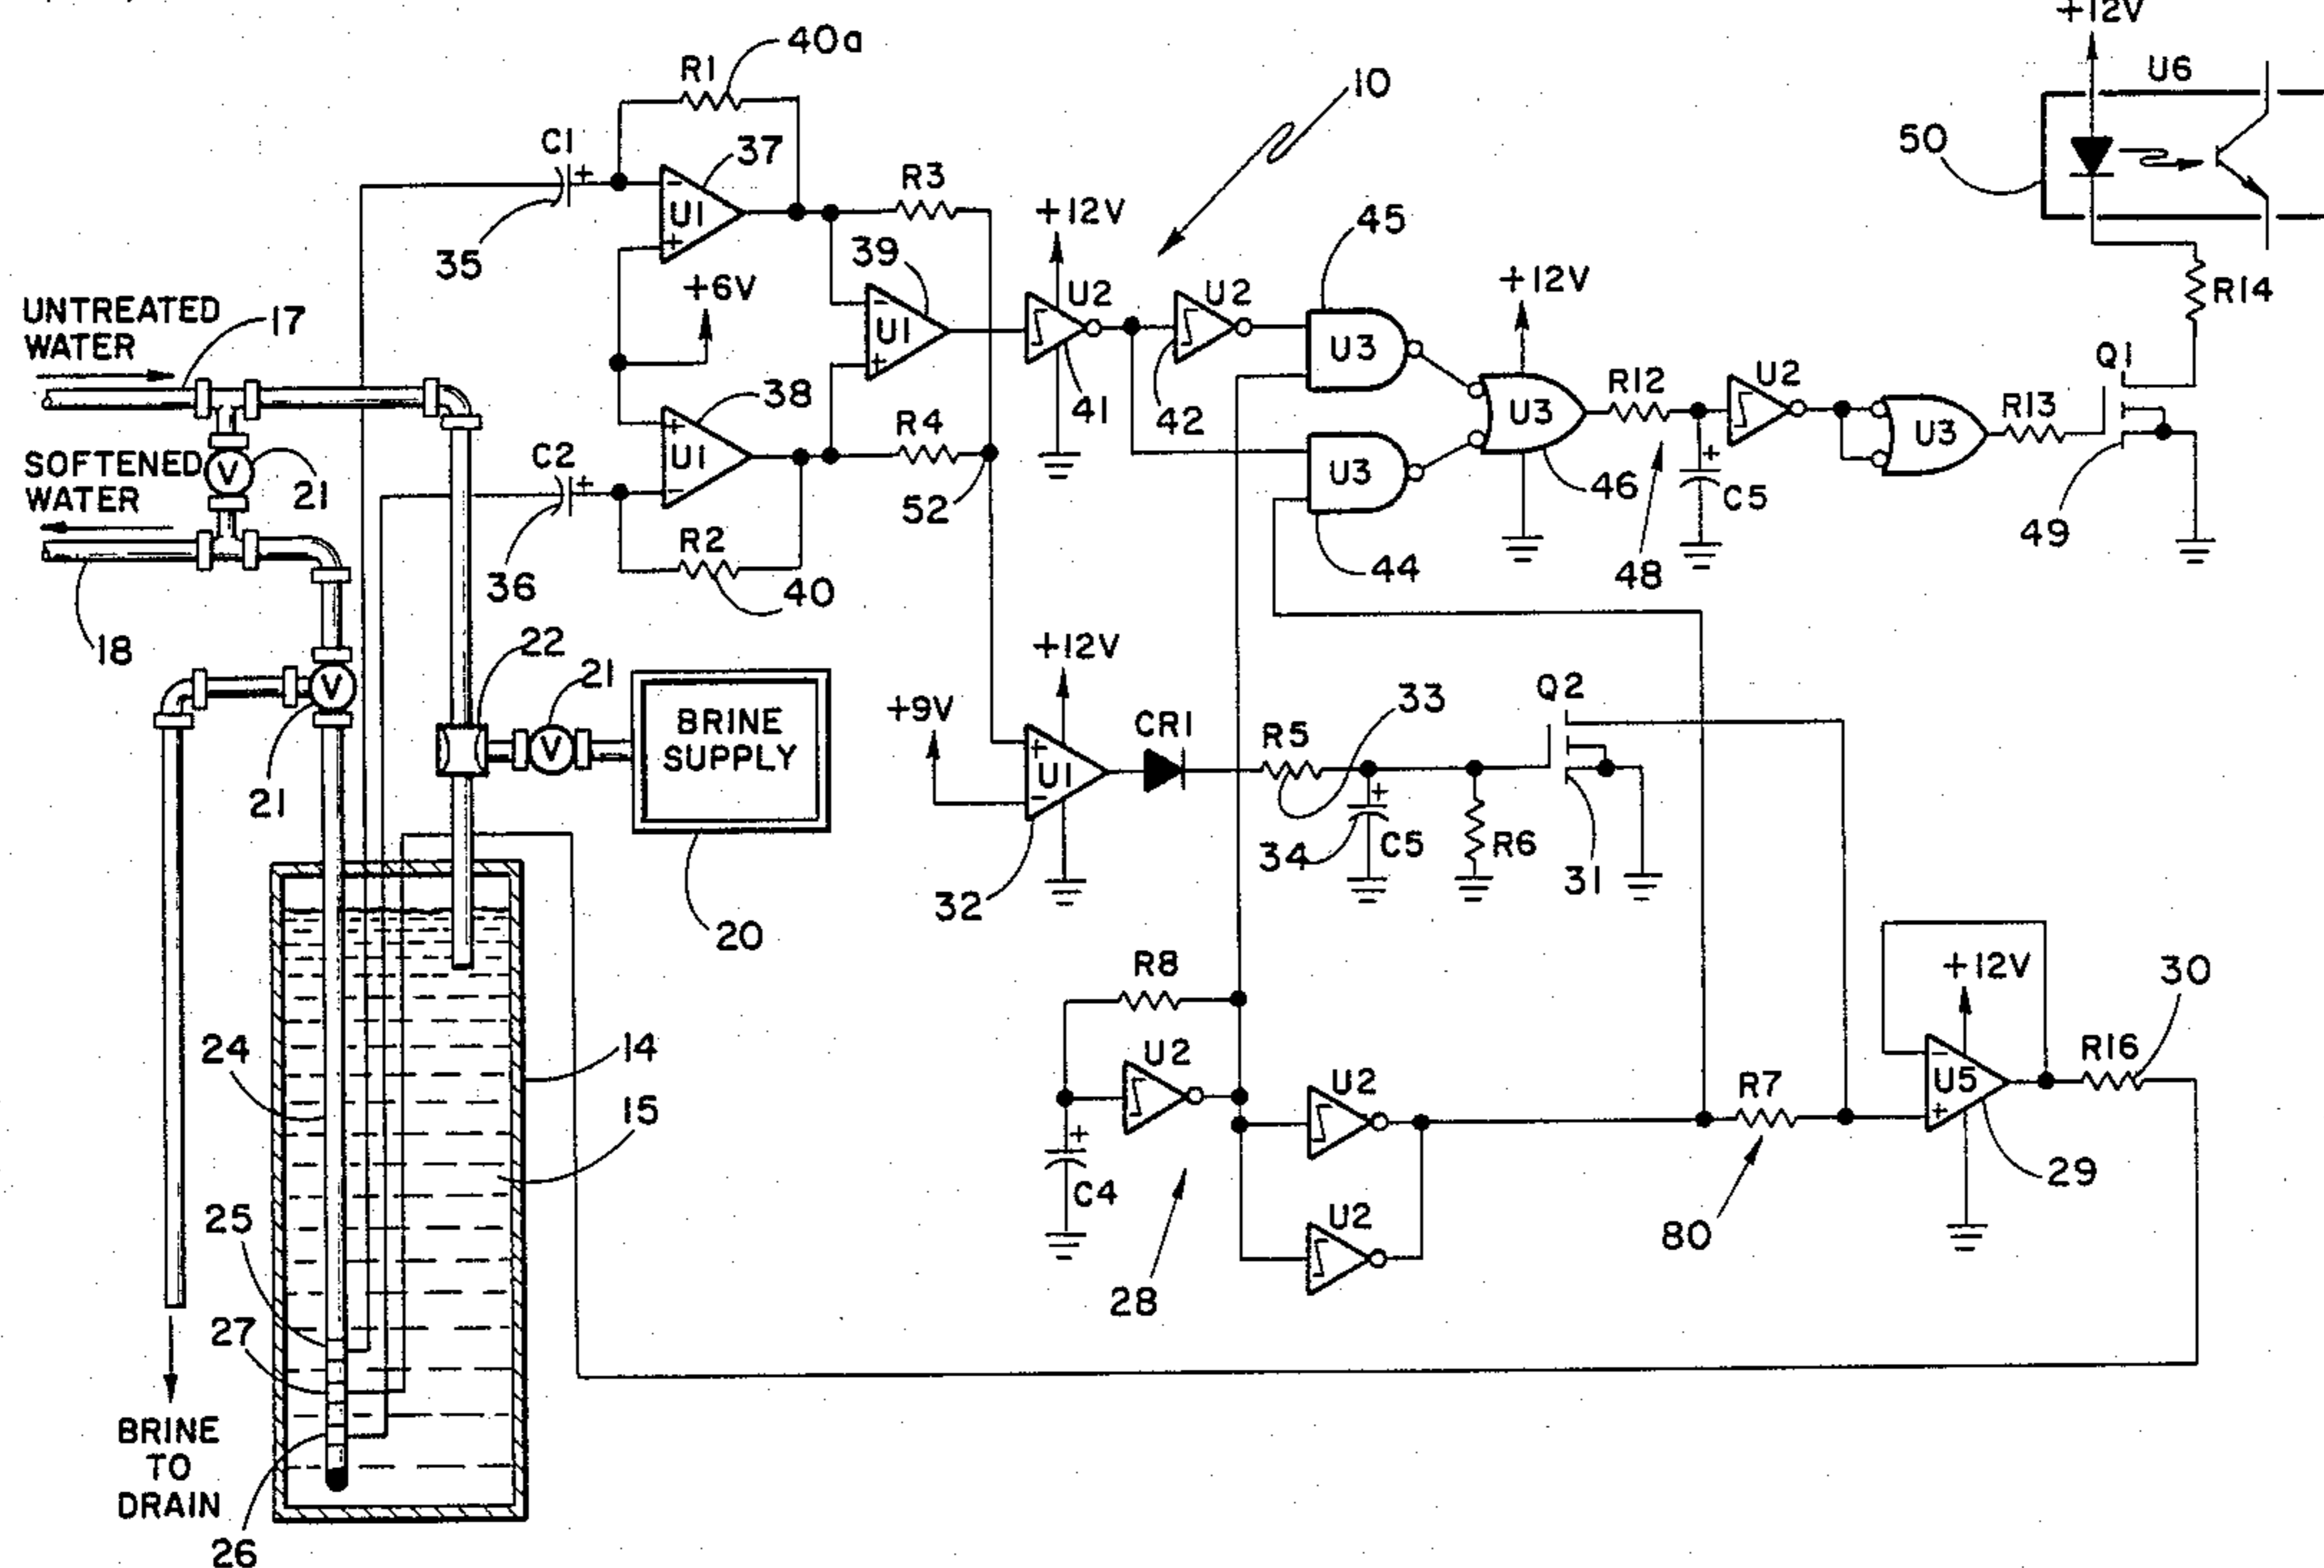 +12V
40a
R1
10
U6
C1
37
50
+
-
U1
R3
+
+12V
45
35
39
+6V
U2
U2
+12V
R14
UNTREATED
WATER
17
-
U1
+
U3
R12
U2
Q1
38
41
42
U3
R13
U3
+
U1
-
R4
SOFTENED
WATER
V
21
C2
+
U3
46
+
C5
52
49
R2
36
40
44
48
18
22
21
+12V
Q2
V
V
BRINE
SUPPLY
+9V
33
CR1
R5
+
U1
-
21
+
34
C5
R6
31
32
20
R8
+12V
30
24
14
U2
U2
R7
-
U5
+
R16
15
+
C4
25
U2
80
29
28
27
BRINE
TO
DRAIN
26